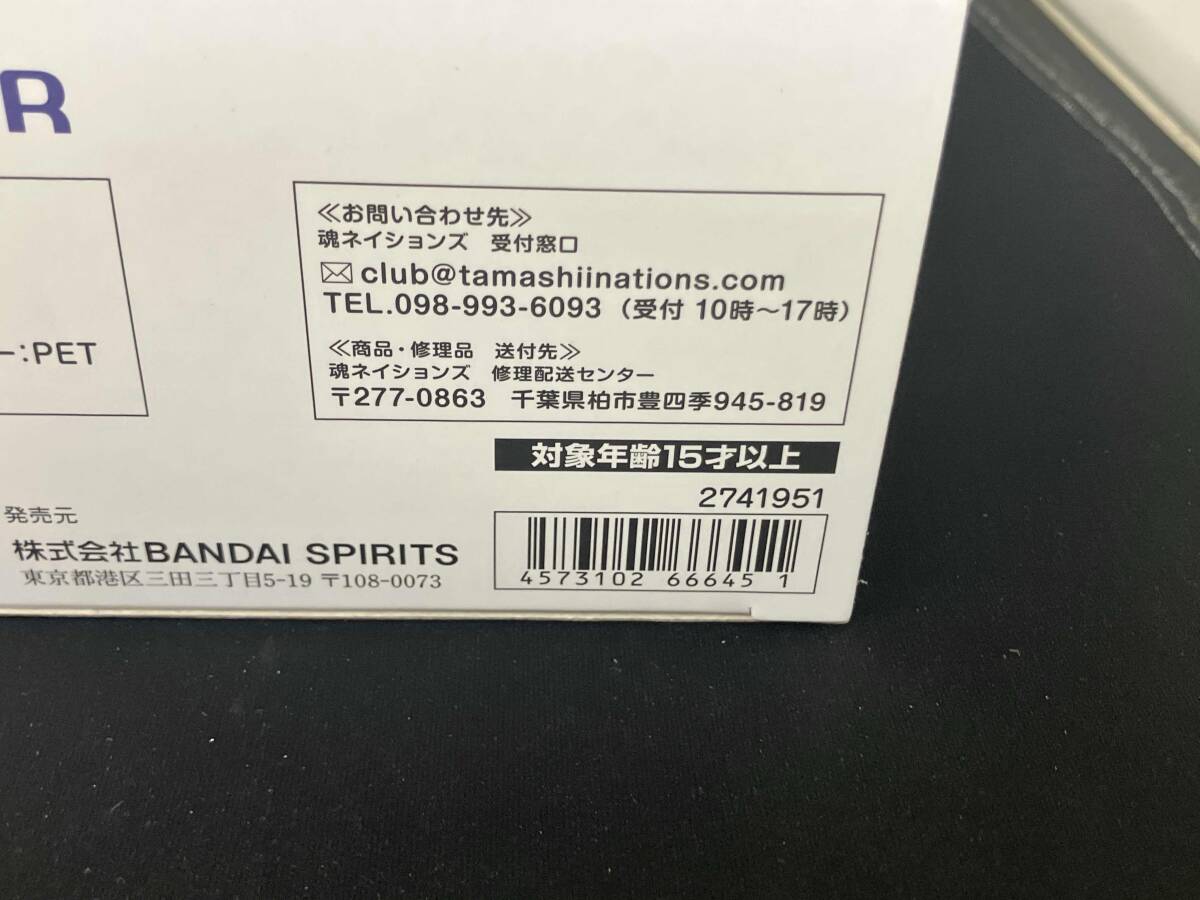 R
ー:PET
≪お問い合わせ先≫
魂ネイションズ 受付窓口
club@tamashiinations.com
TEL.098-993-6093 (受付 10時〜17時)
≪商品・修理品 送付先≫
魂ネイションズ 修理配送センター
〒277-0863 千葉県柏市豊四季945-819
対象年齢15才以上
2741951
4573102 666451
発売元
株式会社BANDAI SPIRITS
東京都港区三田三丁目5-19 〒108-0073